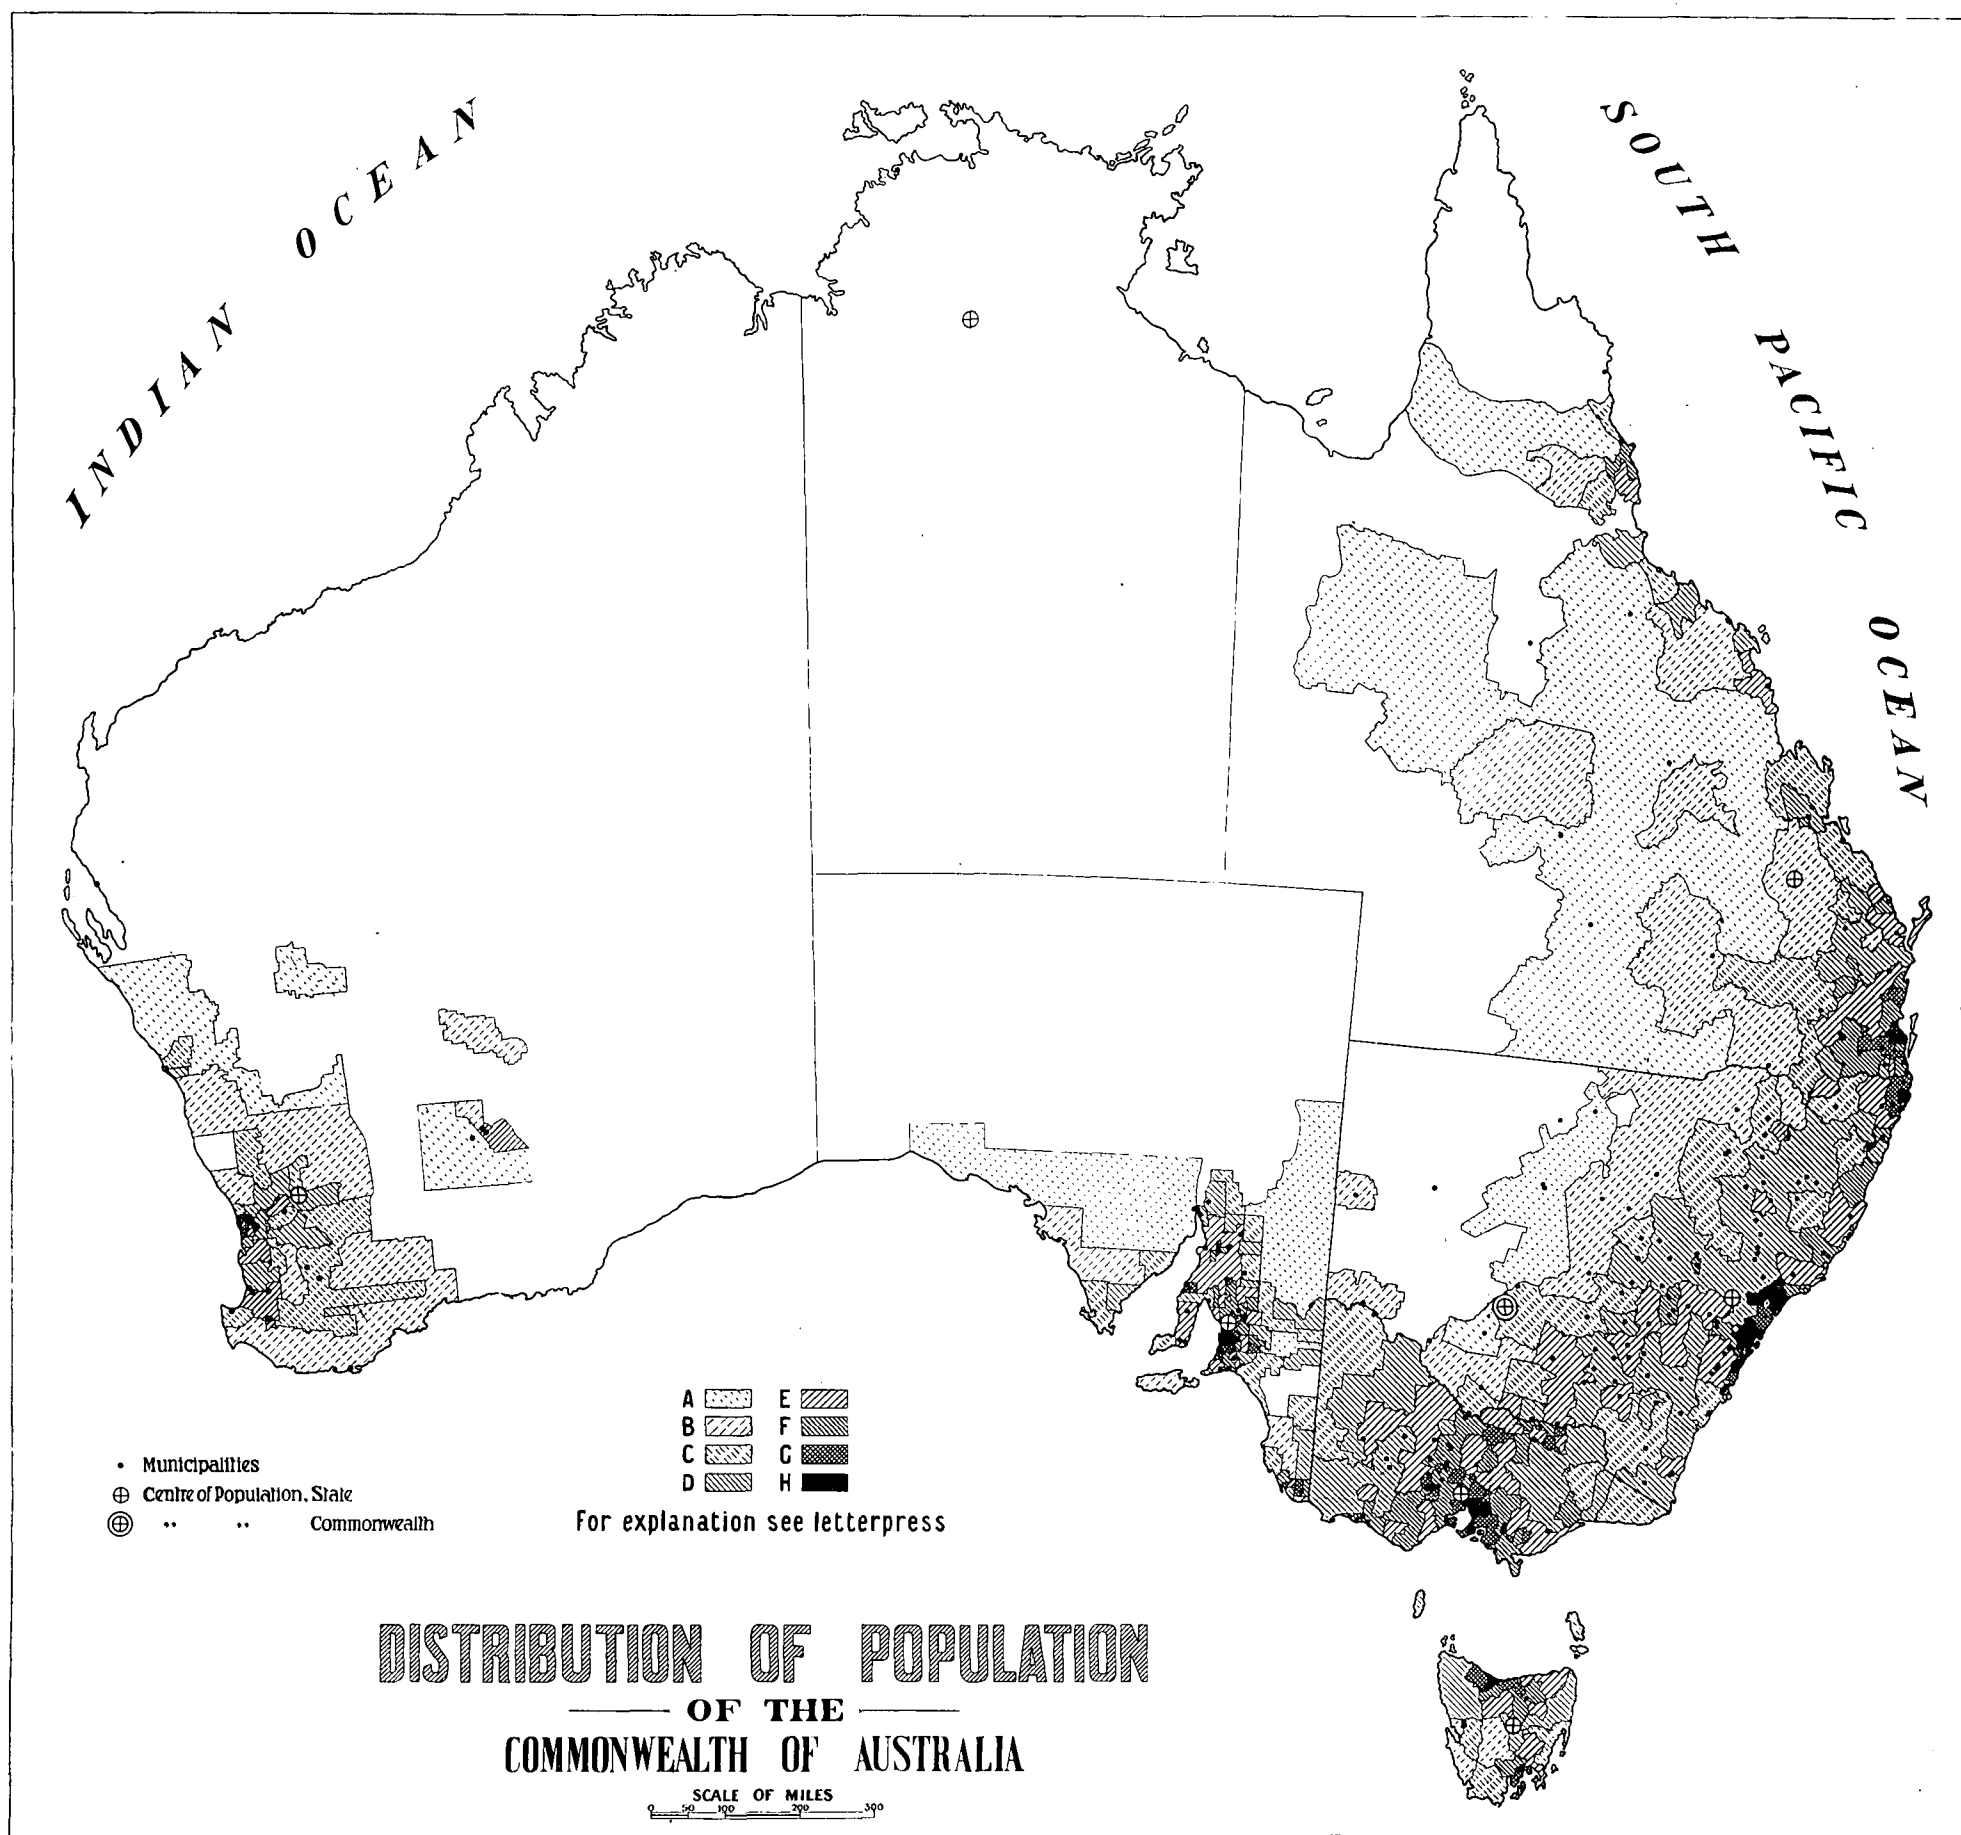 INDIAN OCEAN
SOUTH PACIFIC OCEAN
A E
B F
C G
D H
For explanation see letterpress
Municipalities
Centre of Population, State
" " Commonwealth
DISTRIBUTION OF POPULATION
OF THE
COMMONWEALTH OF AUSTRALIA
SCALE OF MILES
0 50 100 200 300